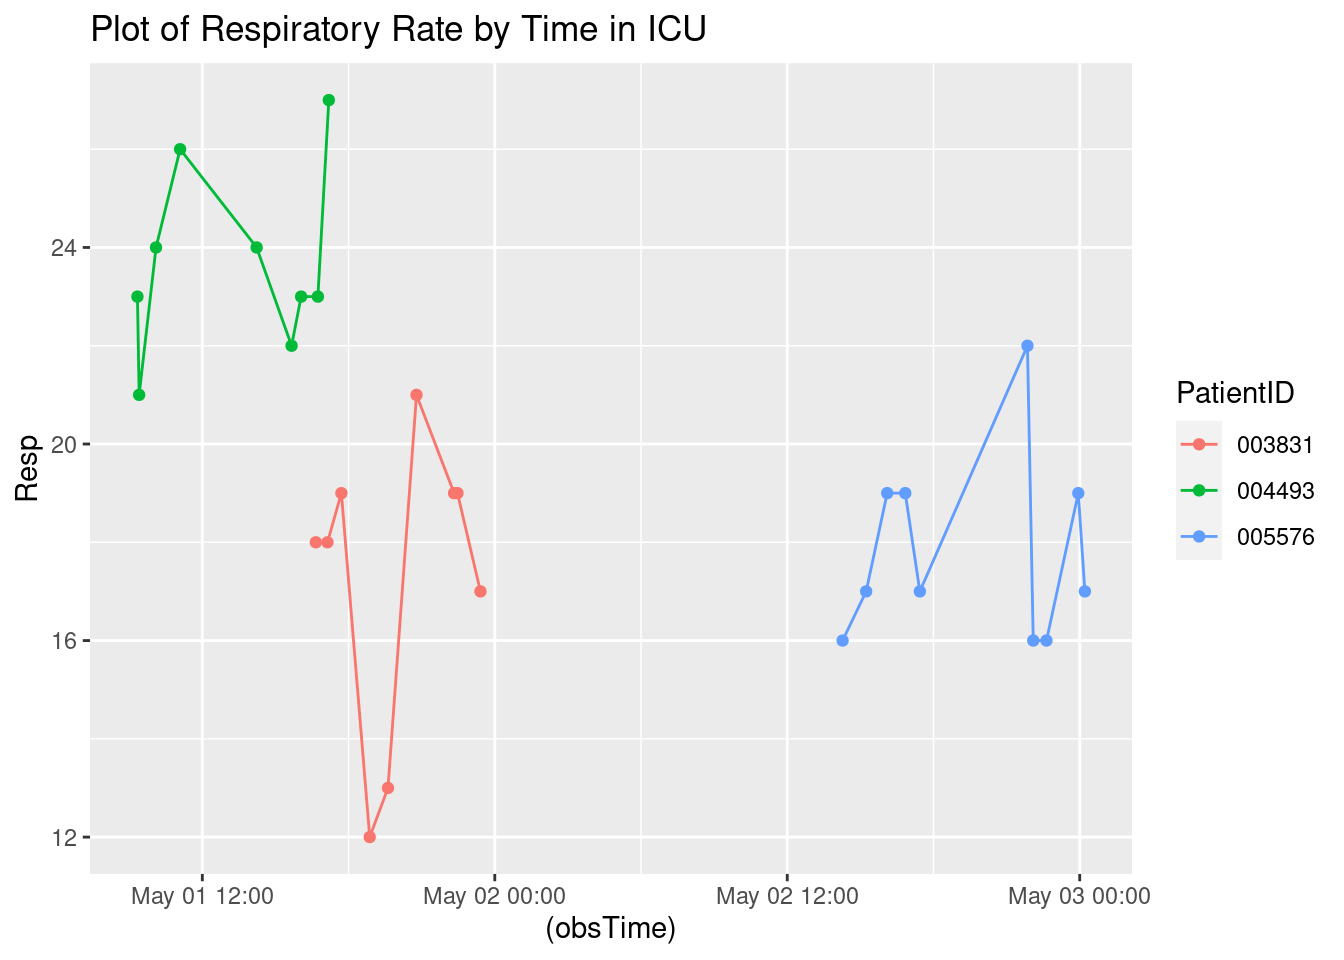 Plot of Respiratory Rate by Time in ICU
Resp
24
20
16
12
May 01 12:00
May 02 00:00
May 02 12:00
May 03 00:00
(obsTime)
PatientID
003831
004493
005576